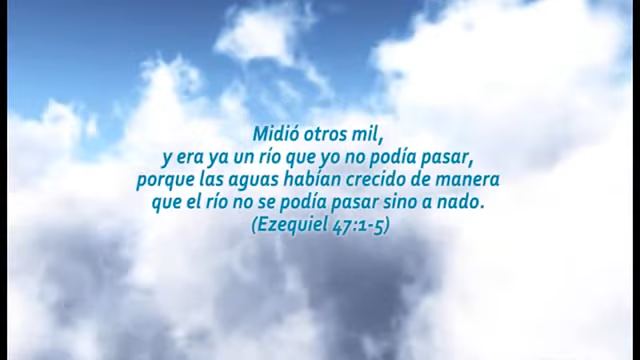 Midió otros mil,
y era ya un río que yo no podía pasar,
porque las aguas habían crecido de manera
que el río no se podía pasar sino a nado.
(Ezequiel 47:1-5)